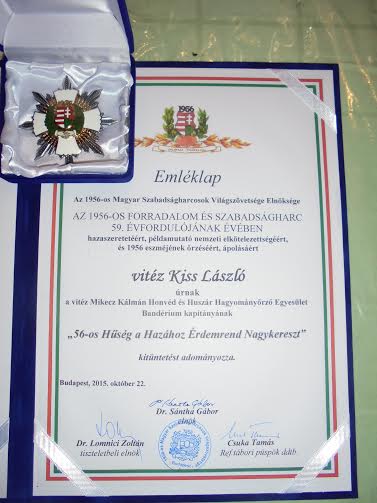 1956
Emléklap
Az 1956-os Magyar Szabadságharcosok Világszövetsége Elnöksége
AZ 1956-OS FORRADALOM ÉS SZABADSÁGHARC
59. ÉVFORDULÓJÁNAK ÉVÉBEN
hazaszeretetéért, példamutató nemzeti elkötelezettségéért,
és 1956 eszméjének őrzéséért, ápolásáért
vitéz Kiss László
úrnak
a vitéz Mikecz Kálmán Honvéd és Huszár Hagyományőrző Egyesület
Bandérium kapitányának
„56-os Hűség a Hazához Érdemrend Nagykereszt”
kitüntetést adományozza.
Budapest, 2015. október 22.
Dr. Sántha Gábor
elnök
Dr. Lomnici Zoltán
tiszteletbeli elnök
Csuka Tamás
Ref tábori püspök ddtb.